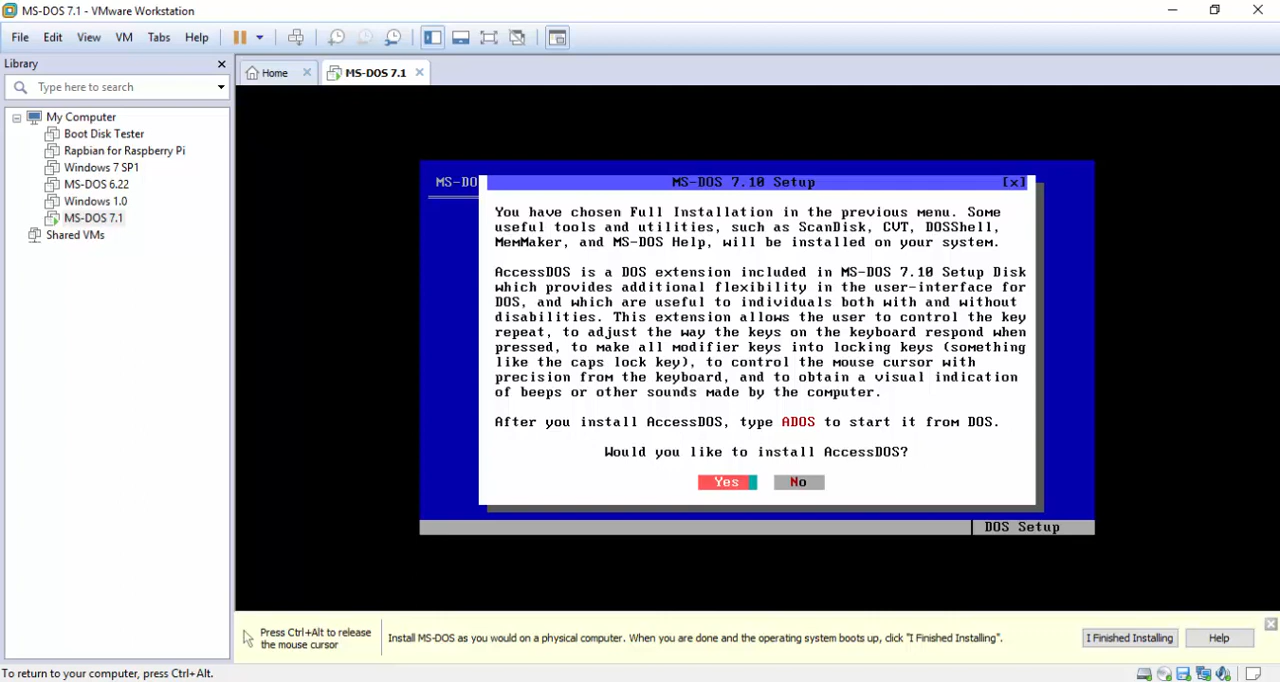 MS-DOS 7.1 - VMware Workstation
File Edit View VM Tabs Help
Library
Home
MS-DOS 7.1
Type here to search
My Computer
Boot Disk Tester
Rapbian for Raspberry Pi
Windows 7 SP1
MS-DOS 6.22
Windows 1.0
MS-DOS 7.1
Shared VMs
MS-DO
MS-DOS 7.10 Setup [x]
You have chosen Full Installation in the previous menu. Some
useful tools and utilities, such as ScanDisk, CVT, DOSShell,
MemMaker, and MS-DOS Help, will be installed on your system.
AccessDOS is a DOS extension included in MS-DOS 7.10 Setup Disk
which provides additional flexibility in the user-interface for
DOS, and which are useful to individuals both with and without
disabilities. This extension allows the user to control the key
repeat, to adjust the way the keys on the keyboard respond when
pressed, to make all modifier keys into locking keys (something
like the caps lock key), to control the mouse cursor with
precision from the keyboard, and to obtain a visual indication
of beeps or other sounds made by the computer.
After you install AccessDOS, type ADOS to start it from DOS.
Would you like to install AccessDOS?
Yes No
DOS Setup
Press Ctrl+Alt to release
the mouse cursor
Install MS-DOS as you would on a physical computer. When you are done and the operating system boots up, click "I Finished Installing".
I Finished Installing
Help
To return to your computer, press Ctrl+Alt.